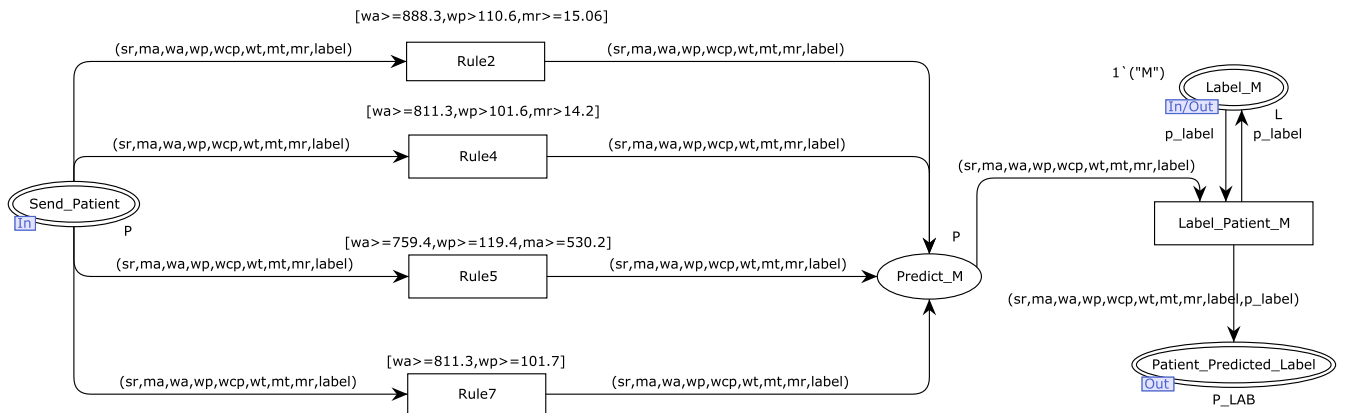 [wa>=888.3,wp>110.6,mr>=15.06]
(sr,ma,wa,wp,wcp,wt,mt,mr,label)
Rule2
(sr,ma,wa,wp,wcp,wt,mt,mr,label)
1`("M")
Label_M
In/Out
L
[wa>=811.3,wp>101.6,mr>14.2]
(sr,ma,wa,wp,wcp,wt,mt,mr,label)
Rule4
(sr,ma,wa,wp,wcp,wt,mt,mr,label)
p_label
p_label
(sr,ma,wa,wp,wcp,wt,mt,mr,label)
Send_Patient
In
P
Label_Patient_M
[wa>=759.4,wp>=119.4,ma>=530.2]
(sr,ma,wa,wp,wcp,wt,mt,mr,label)
Rule5
(sr,ma,wa,wp,wcp,wt,mt,mr,label)
P
Predict_M
(sr,ma,wa,wp,wcp,wt,mt,mr,label,p_label)
[wa>=811.3,wp>=101.7]
(sr,ma,wa,wp,wcp,wt,mt,mr,label)
Rule7
(sr,ma,wa,wp,wcp,wt,mt,mr,label)
Patient_Predicted_Label
Out
P_LAB